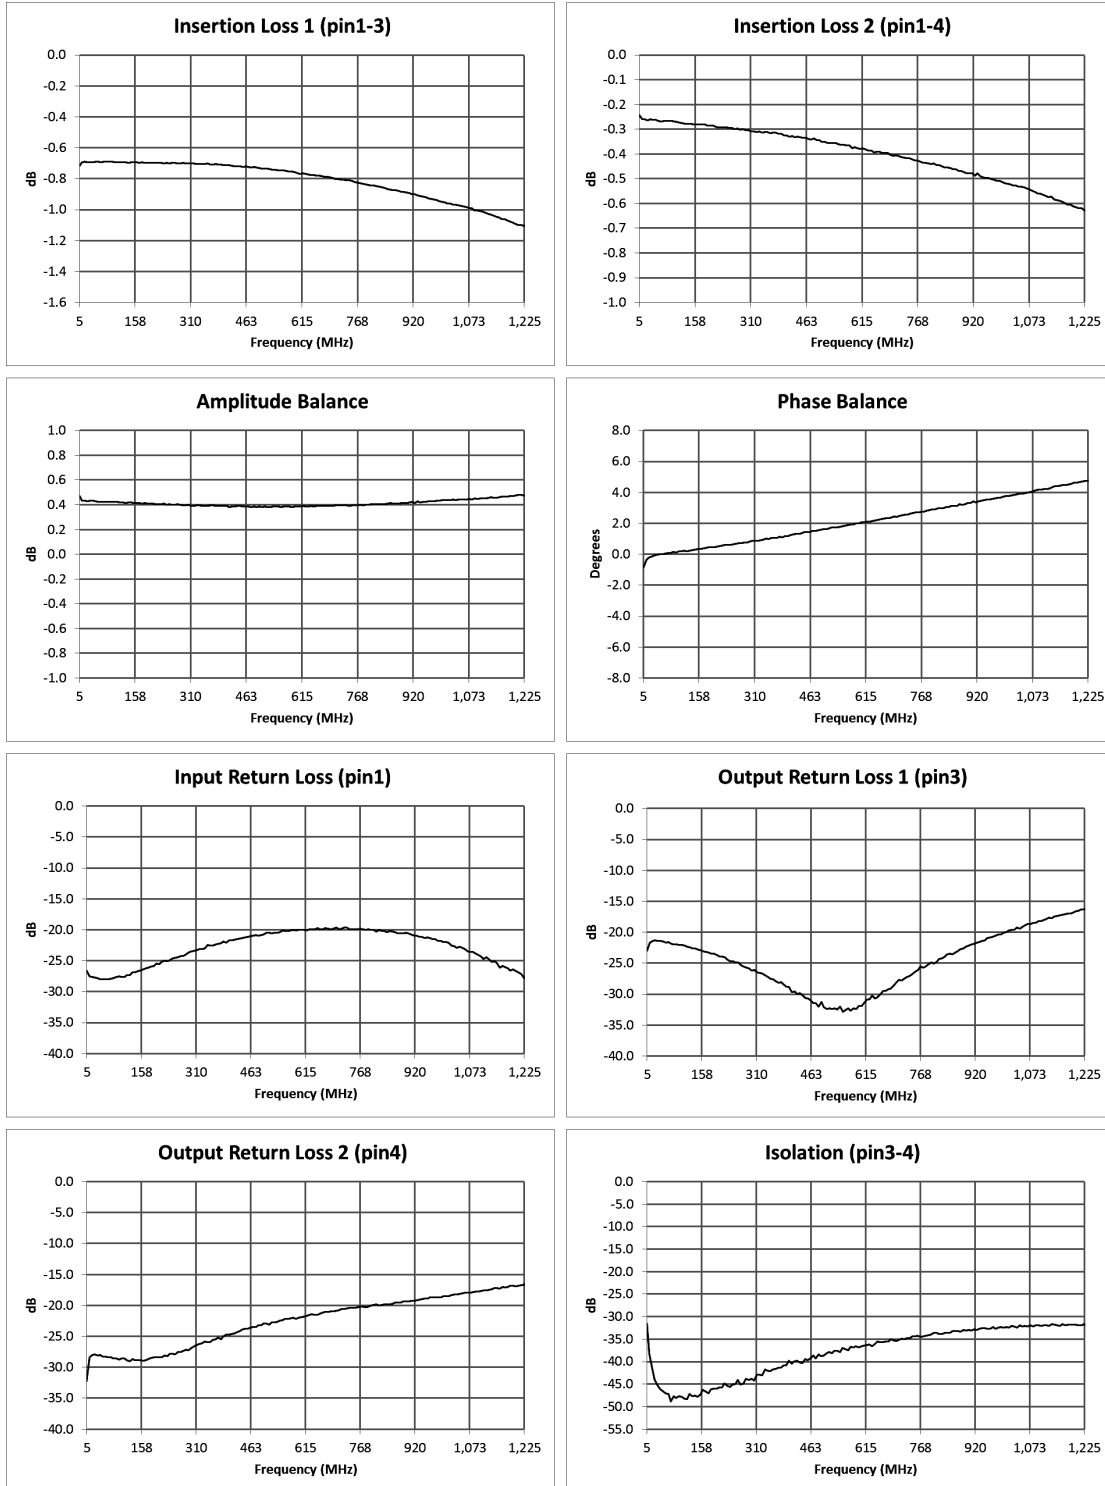 Insertion Loss 1 (pin1-3)
0.0
-0.2
-0.4
-0.6
-0.8
-1.0
-1.2
-1.4
-1.6
dB
5 158 310 463 615 768 920 1,073 1,225
Frequency (MHz)
Insertion Loss 2 (pin1-4)
0.0
-0.1
-0.2
-0.3
-0.4
-0.5
-0.6
-0.7
-0.8
-0.9
-1.0
dB
5 158 310 463 615 768 920 1,073 1,225
Frequency (MHz)
Amplitude Balance
1.0
0.8
0.6
0.4
0.2
0.0
-0.2
-0.4
-0.6
-0.8
-1.0
dB
5 158 310 463 615 768 920 1,073 1,225
Frequency (MHz)
Phase Balance
8.0
6.0
4.0
2.0
0.0
-2.0
-4.0
-6.0
-8.0
Degrees
5 158 310 463 615 768 920 1,073 1,225
Frequency (MHz)
Input Return Loss (pin1)
0.0
-5.0
-10.0
-15.0
-20.0
-25.0
-30.0
-35.0
-40.0
dB
5 158 310 463 615 768 920 1,073 1,225
Frequency (MHz)
Output Return Loss 1 (pin3)
0.0
-5.0
-10.0
-15.0
-20.0
-25.0
-30.0
-35.0
-40.0
dB
5 158 310 463 615 768 920 1,073 1,225
Frequency (MHz)
Output Return Loss 2 (pin4)
0.0
-5.0
-10.0
-15.0
-20.0
-25.0
-30.0
-35.0
-40.0
dB
5 158 310 463 615 768 920 1,073 1,225
Frequency (MHz)
Isolation (pin3-4)
0.0
-5.0
-10.0
-15.0
-20.0
-25.0
-30.0
-35.0
-40.0
-45.0
-50.0
-55.0
dB
5 158 310 463 615 768 920 1,073 1,225
Frequency (MHz)